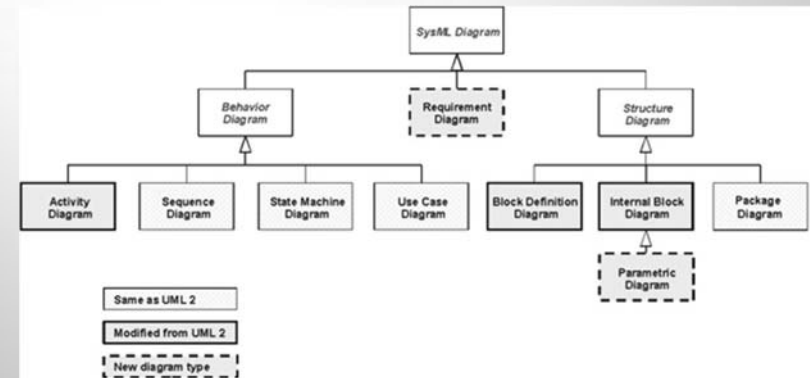 SysML Diagram
Behavior
Diagram
Requirement
Diagram
Structure
Diagram
Activity
Diagram
Sequence
Diagram
State Machine
Diagram
Use Case
Diagram
Block Definition
Diagram
Internal Block
Diagram
Package
Diagram
Parametric
Diagram
Same as UML 2
Modified from UML 2
New diagram type